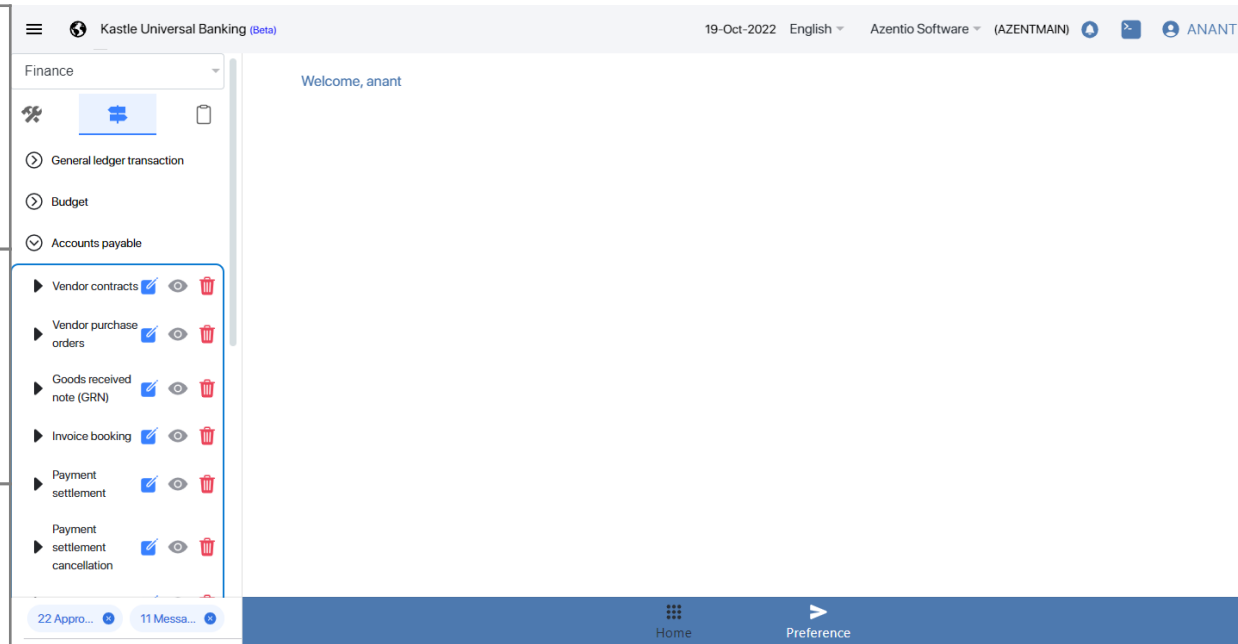 Kastle Universal Banking (Beta)
19-Oct-2022 English Azentio Software (AZENTMAIN) ANANT
Finance
Welcome, anant
General ledger transaction
Budget
Accounts payable
Vendor contracts
Vendor purchase
orders
Goods received
note (GRN)
Invoice booking
Payment
settlement
Payment
settlement
cancellation
22 Appro...
11 Messa...
Home
Preference